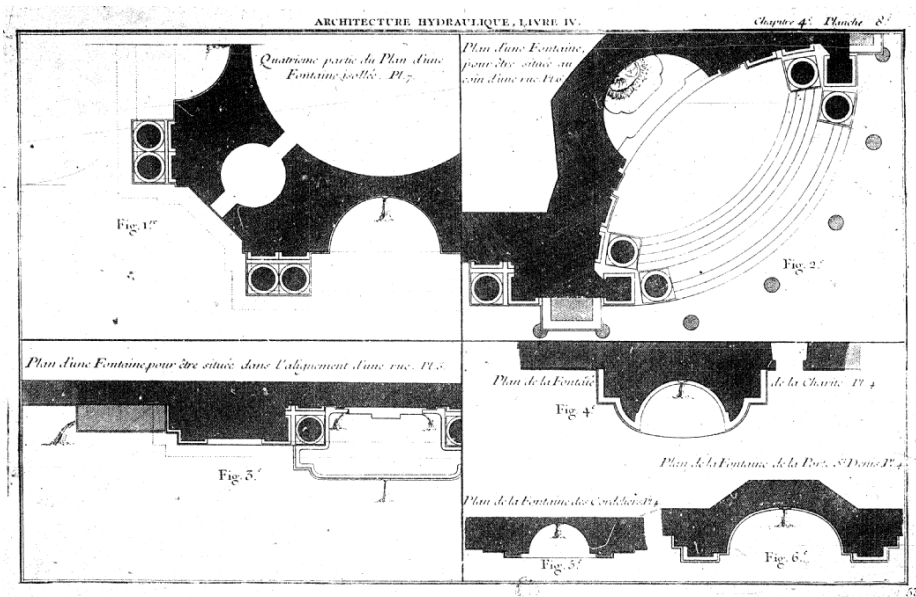 ARCHITECTURE HYDRAULIQUE, LIVRE IV.
Chapitre 4.e Planche 8.e
Quatrieme partie du Plan d'une
Fontaine isollée. Pl. 7.
Fig. 1.re
Plan d'une Fontaine,
pour être située au
coin d'une rue. Pl. 6.
Fig. 2.e
Plan d'une Fontaine, pour être située dans l'alignement d'une rue. Pl. 5.
Fig. 3.e
Plan de la Fontaie de la Charité Pl. 4
Fig. 4.e
Plan de la Fontaine de la Porte St. Denis. Pl. 4.
Plan de la Fontaine des Cordeliers Pl. 4.
Fig. 5.e
Fig. 6.e